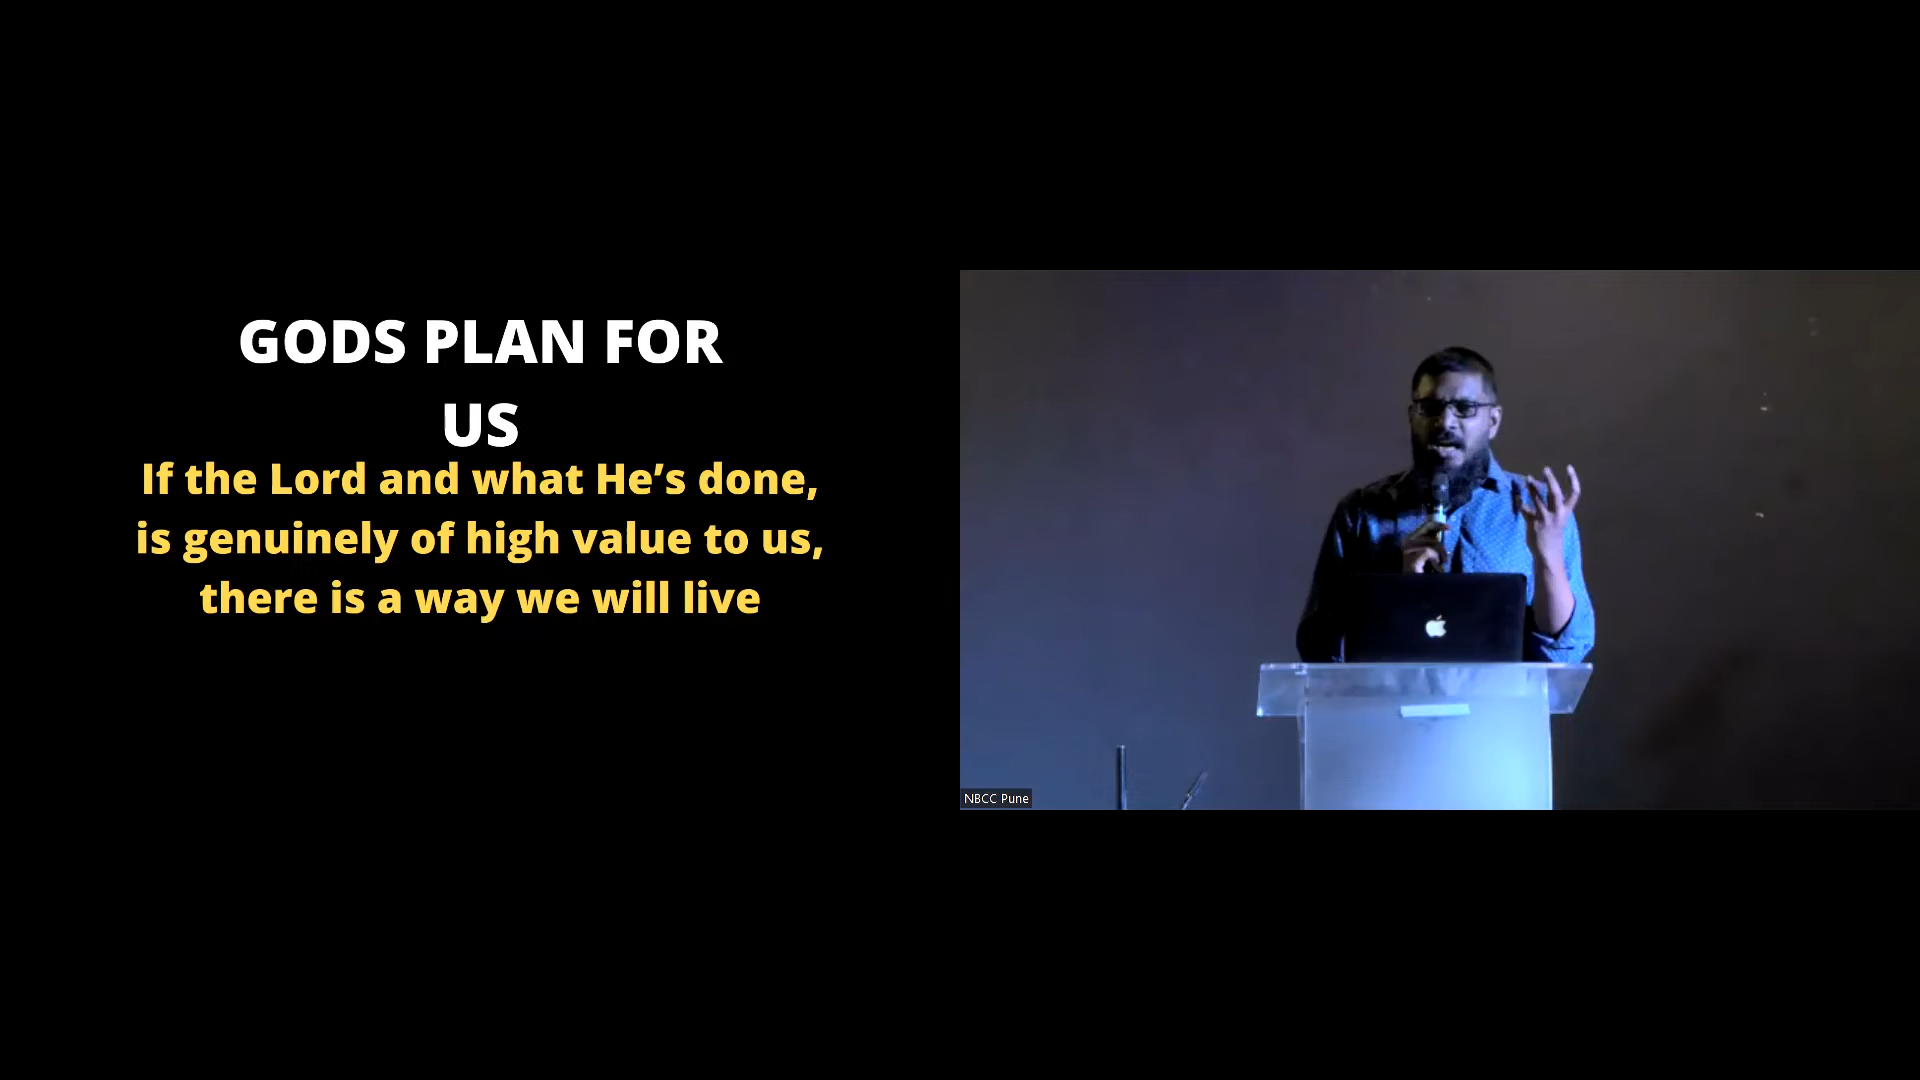 GODS PLAN FOR
US
If the Lord and what He’s done,
is genuinely of high value to us,
there is a way we will live
NBCC Pune